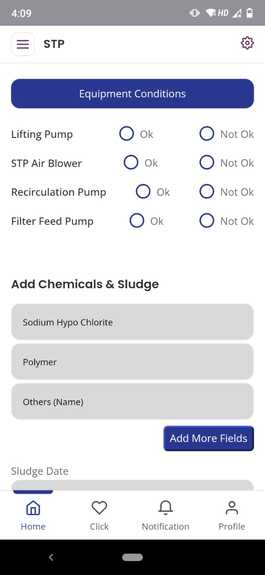 4:09
HD
STP
Equipment Conditions
Lifting Pump Ok Not Ok
STP Air Blower Ok Not Ok
Recirculation Pump Ok Not Ok
Filter Feed Pump Ok Not Ok
Add Chemicals & Sludge
Sodium Hypo Chlorite
Polymer
Others (Name)
Add More Fields
Sludge Date
Home Click Notification Profile